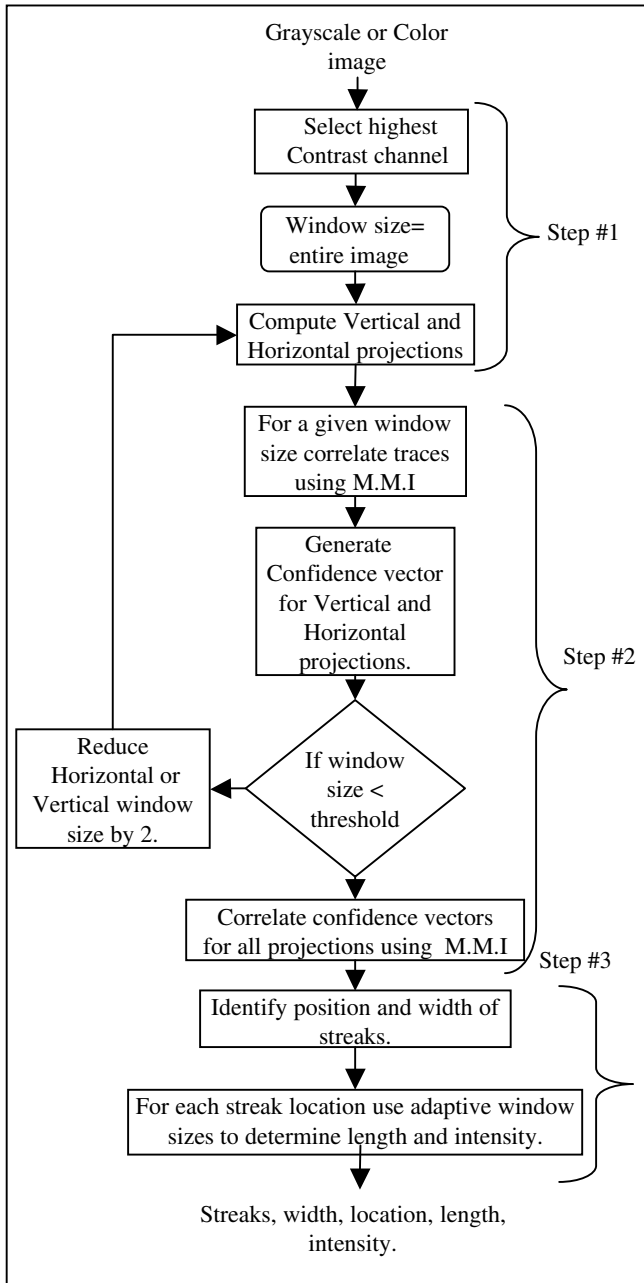 Grayscale or Color
image
Select highest
Contrast channel
Window size=
entire image
Step #1
Compute Vertical and
Horizontal projections
For a given window
size correlate traces
using M.M.I
Generate
Confidence vector
for Vertical and
Horizontal
projections.
Step #2
Reduce
Horizontal or
Vertical window
size by 2.
If window
size <
threshold
Correlate confidence vectors
for all projections using M.M.I
Step #3
Identify position and width of
streaks.
For each streak location use adaptive window
sizes to determine length and intensity.
Streaks, width, location, length,
intensity.